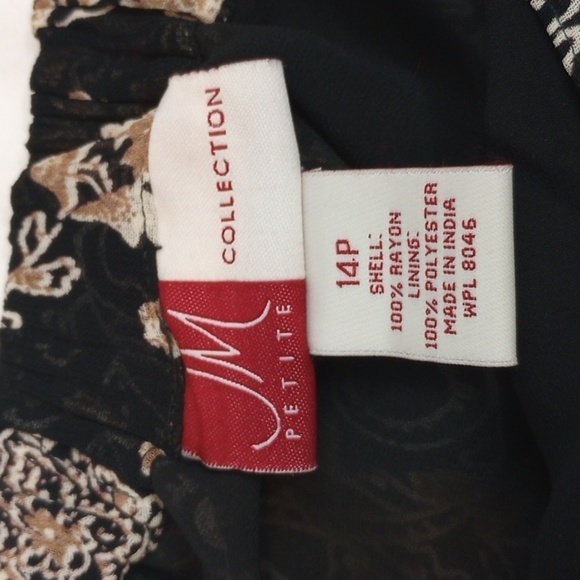 JM
PETITE
COLLECTION
14P
SHELL:
100% RAYON
LINING:
100% POLYESTER
MADE IN INDIA
WPL 8046